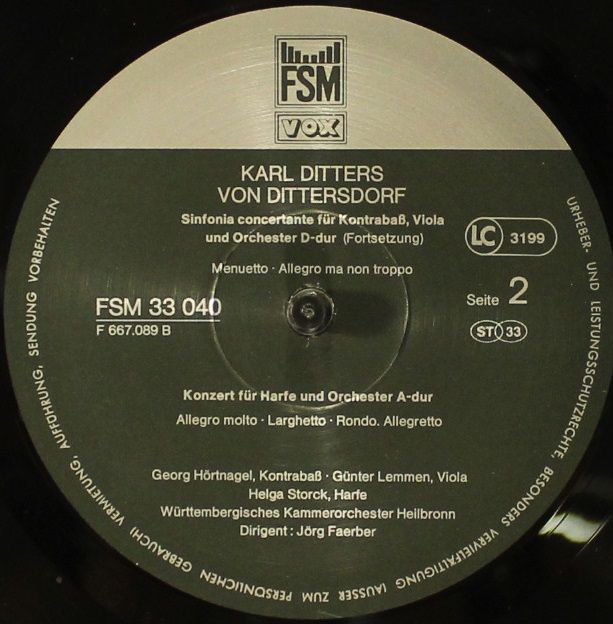 FSM
VOX
KARL DITTERS
VON DITTERSDORF
Sinfonia concertante für Kontrabaß, Viola
und Orchester D-dur (Fortsetzung)
LC 3199
Menuetto · Allegro ma non troppo
FSM 33 040
F 667.089 B
Seite 2
ST 33
Konzert für Harfe und Orchester A-dur
Allegro molto · Larghetto · Rondo. Allegretto
Georg Hörtnagel, Kontrabaß · Günter Lemmen, Viola
Helga Storck, Harfe
Württembergisches Kammerorchester Heilbronn
Dirigent: Jörg Faerber
URHEBER- UND LEISTUNGSSCHUTZRECHTE, BESONDERS VERVIELFÄLTIGUNG (AUSSER ZUM PERSÖNLICHEN GEBRAUCH) VERMIETUNG, AUFFÜHRUNG, SENDUNG VORBEHALTEN